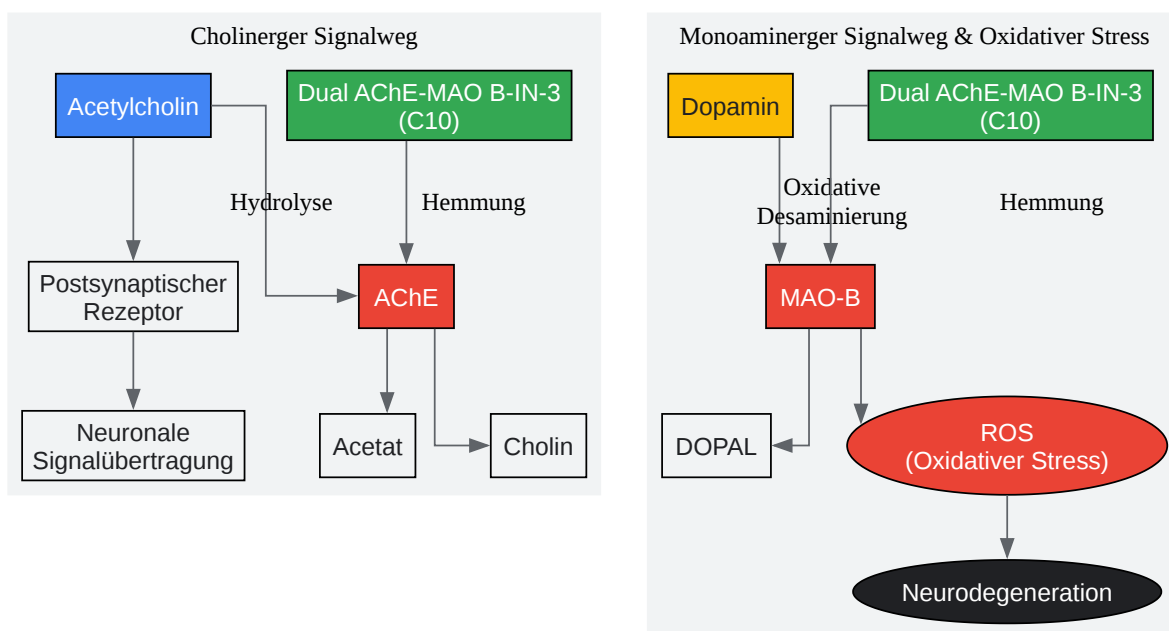 Cholinerger Signalweg
Acetylcholin
Dual AChE-MAO B-IN-3
(C10)
Hydrolyse
Hemmung
Postsynaptischer
Rezeptor
AChE
Neuronale
Signalübertragung
Acetat
Cholin
Monoaminerger Signalweg & Oxidativer Stress
Dopamin
Dual AChE-MAO B-IN-3
(C10)
Oxidative
Desaminierung
Hemmung
MAO-B
DOPAL
ROS
(Oxidativer Stress)
Neurodegeneration